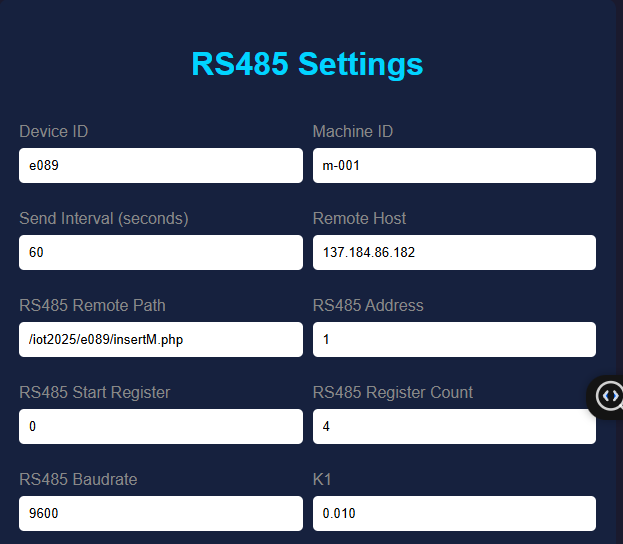 RS485 Settings
Device ID Machine ID
e089 m-001
Send Interval (seconds) Remote Host
60 137.184.86.182
RS485 Remote Path RS485 Address
/iot2025/e089/insertM.php 1
RS485 Start Register RS485 Register Count
0 4
RS485 Baudrate K1
9600 0.010